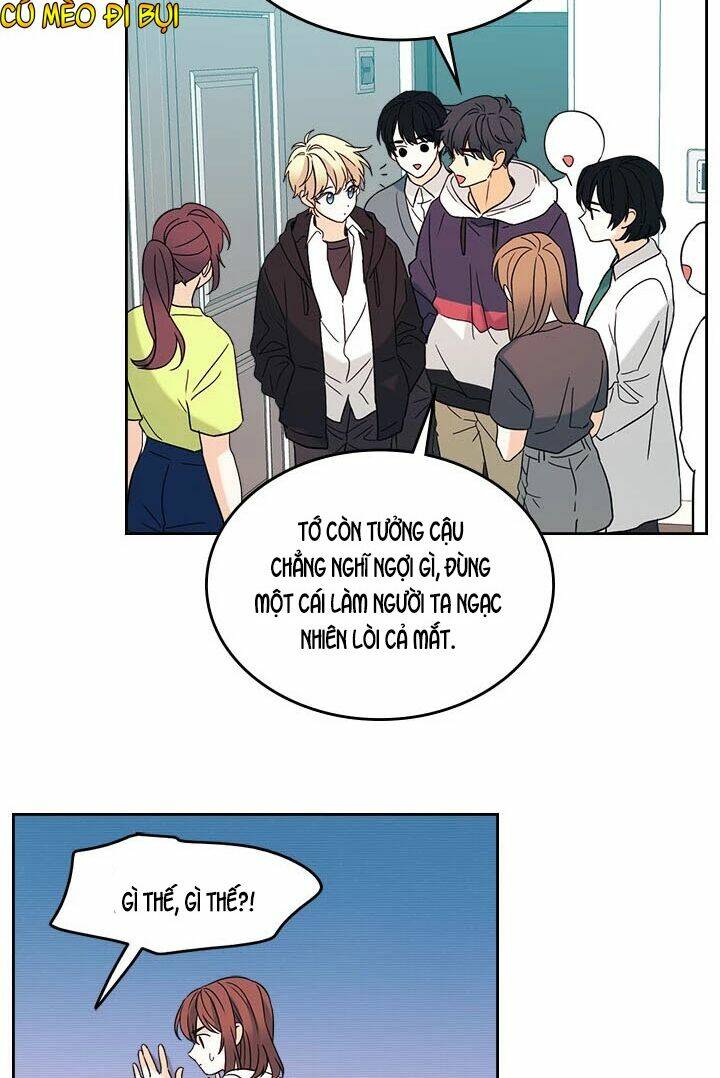 CÚ MÈO ĐI BỤI
TỚ CÒN TƯỞNG CẬU
CHẲNG NGHĨ NGỢI GÌ, ĐÙNG
MỘT CÁI LÀM NGƯỜI TA NGẠC
NHIÊN LÒI CẢ MẮT.
GÌ THẾ, GÌ THẾ?!